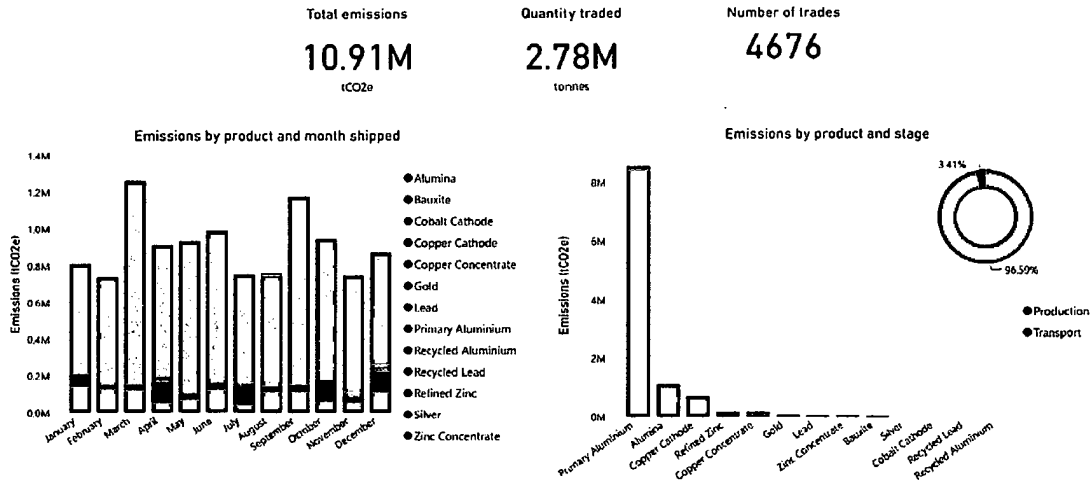 Total emissions
10.91M
tCO2e
Quantity traded
2.78M
tonnes
Number of trades
4676
Emissions by product and month shipped
Emissions (tCO2e)
1.4M
1.2M
1.0M
0.8M
0.6M
0.4M
0.2M
0.0M
January
February
March
April
May
June
July
August
September
October
November
December
Alumina
Bauxite
Cobalt Cathode
Copper Cathode
Copper Concentrate
Gold
Lead
Primary Aluminium
Recycled Aluminium
Recycled Lead
Refined Zinc
Silver
Zinc Concentrate
Emissions by product and stage
Emissions (tCO2e)
8M
6M
4M
2M
0M
Primary Aluminium
Alumina
Copper Cathode
Refined Zinc
Copper Concentrate
Gold
Lead
Zinc Concentrate
Bauxite
Silver
Cobalt Cathode
Recycled Lead
Recycled Aluminium
3.41%
96.59%
Production
Transport